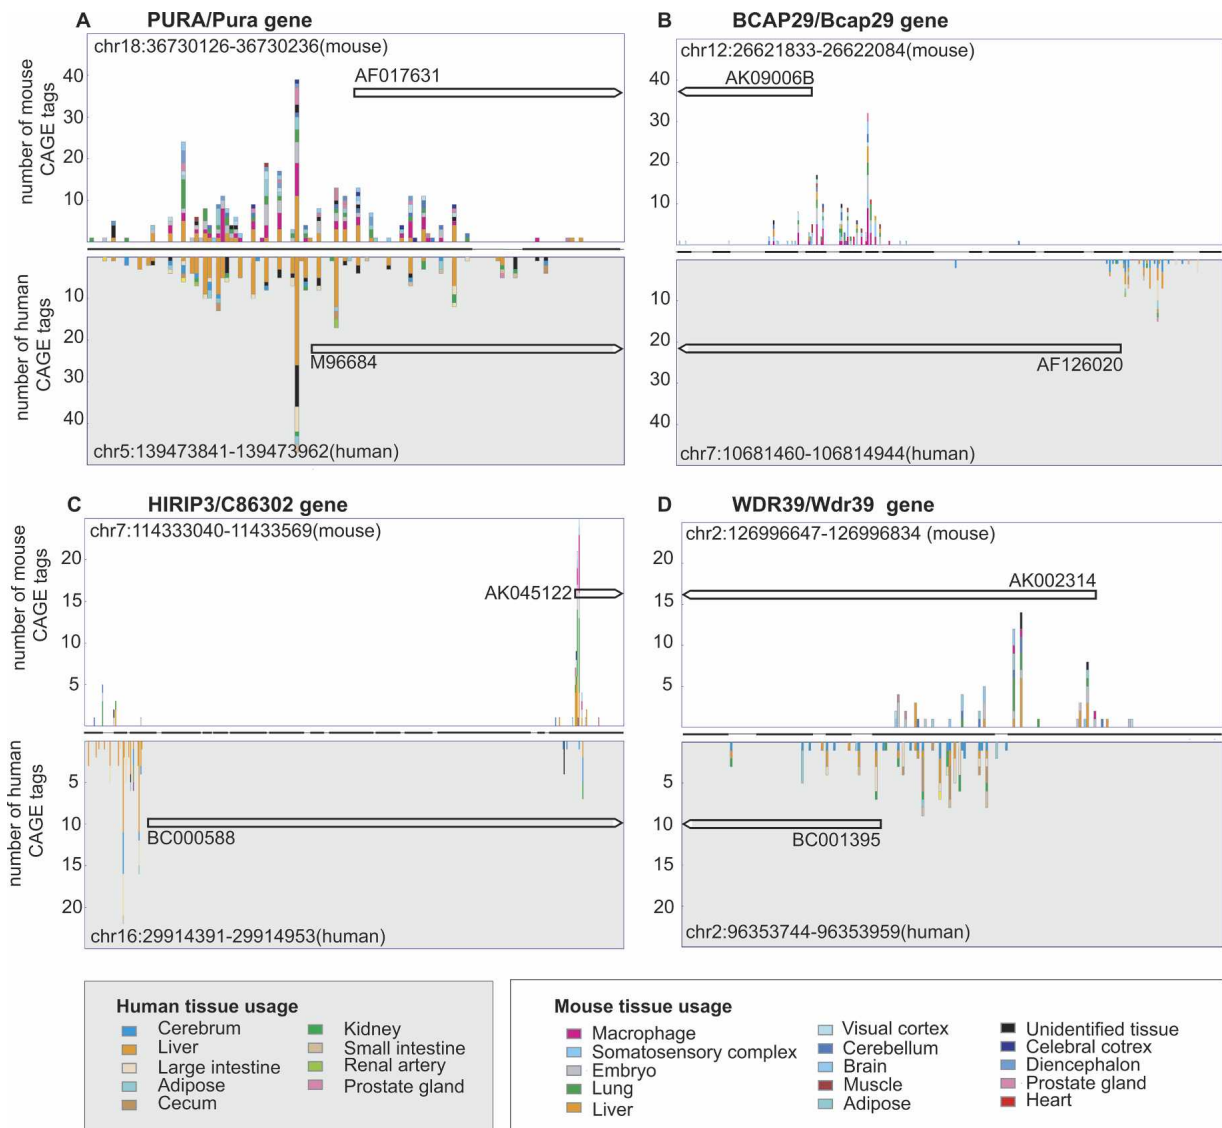 A PURA/Pura gene
chr18:36730126-36730236(mouse)
number of mouse
CAGE tags
40
30
20
10
AF017631
number of human
CAGE tags
10
20
30
40
M96684
chr5:139473841-139473962(human)
B BCAP29/Bcap29 gene
chr12:26621833-26622084(mouse)
40
30
20
10
AK09006B
10
20
30
40
AF126020
chr7:10681460-106814944(human)
C HIRIP3/C86302 gene
chr7:114333040-11433569(mouse)
number of mouse
CAGE tags
20
15
10
5
AK045122
number of human
CAGE tags
5
10
15
20
BC000588
chr16:29914391-29914953(human)
D WDR39/Wdr39 gene
chr2:126996647-126996834 (mouse)
20
15
10
5
AK002314
5
10
15
20
BC001395
chr2:96353744-96353959(human)
Human tissue usage
Cerebrum
Liver
Large intestine
Adipose
Cecum
Kidney
Small intestine
Renal artery
Prostate gland
Mouse tissue usage
Macrophage
Somatosensory complex
Embryo
Lung
Liver
Visual cortex
Cerebellum
Brain
Muscle
Adipose
Unidentified tissue
Celebral cotrex
Diencephalon
Prostate gland
Heart